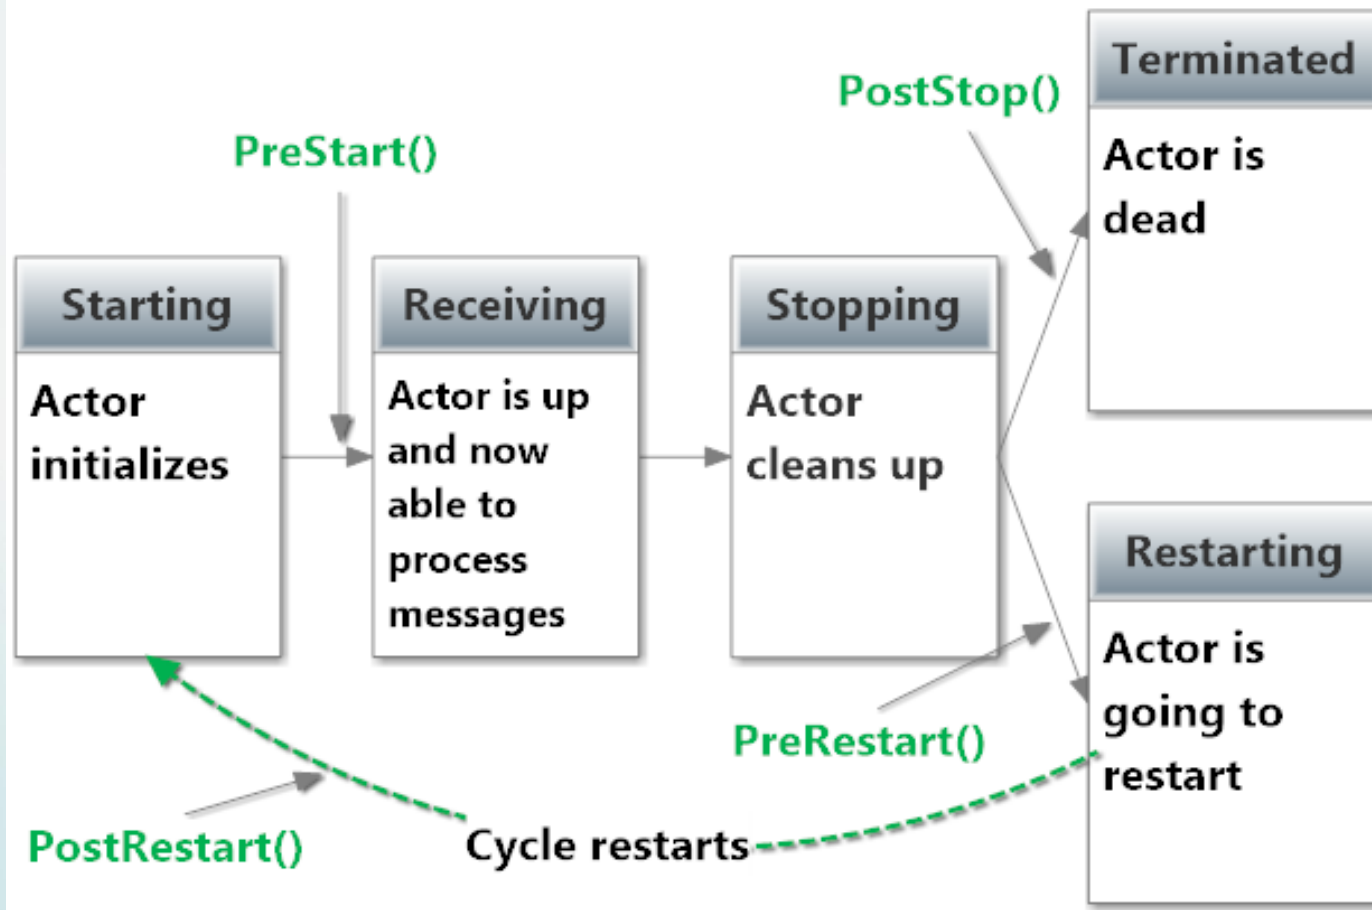 PreStart()
PostStop()
Terminated
Actor is
dead
Starting
Actor
initializes
Receiving
Actor is up
and now
able to
process
messages
Stopping
Actor
cleans up
Restarting
Actor is
going to
restart
PreRestart()
PostRestart()
Cycle restarts